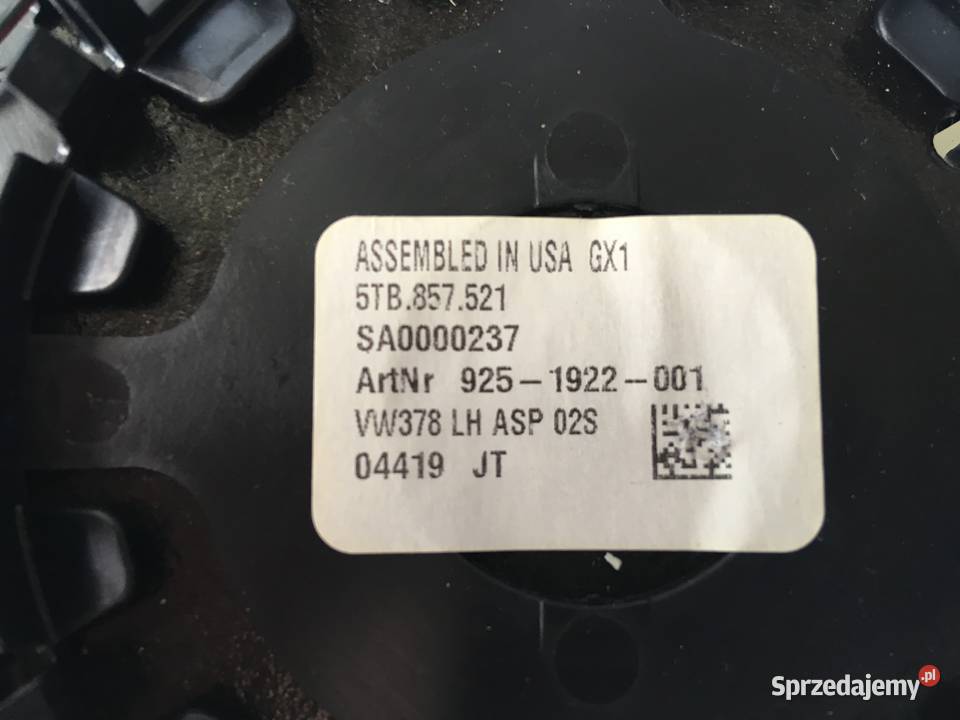 ASSEMBLED IN USA GX1
5TB.857.521
SA0000237
ArtNr 925-1922-001
VW378 LH ASP 02S
04419 JT
Sprzedajemy.pl